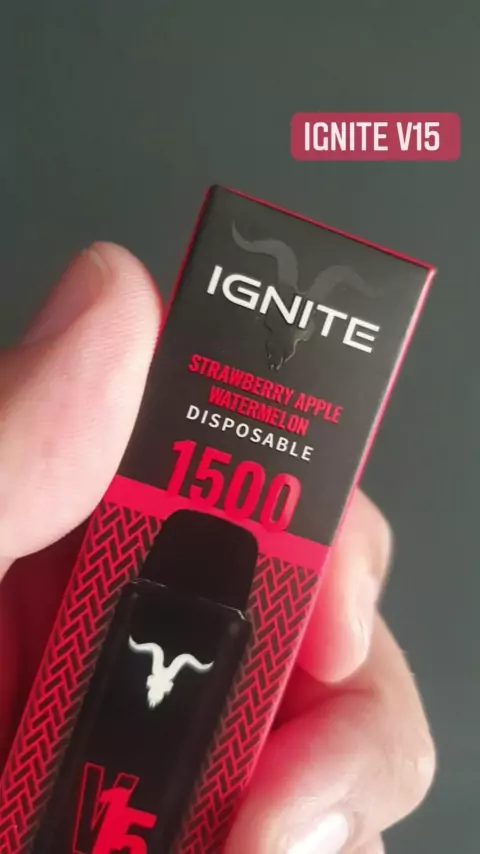 IGNITE V15
IGNITE
STRAWBERRY APPLE
WATERMELON
DISPOSABLE
1500
V15